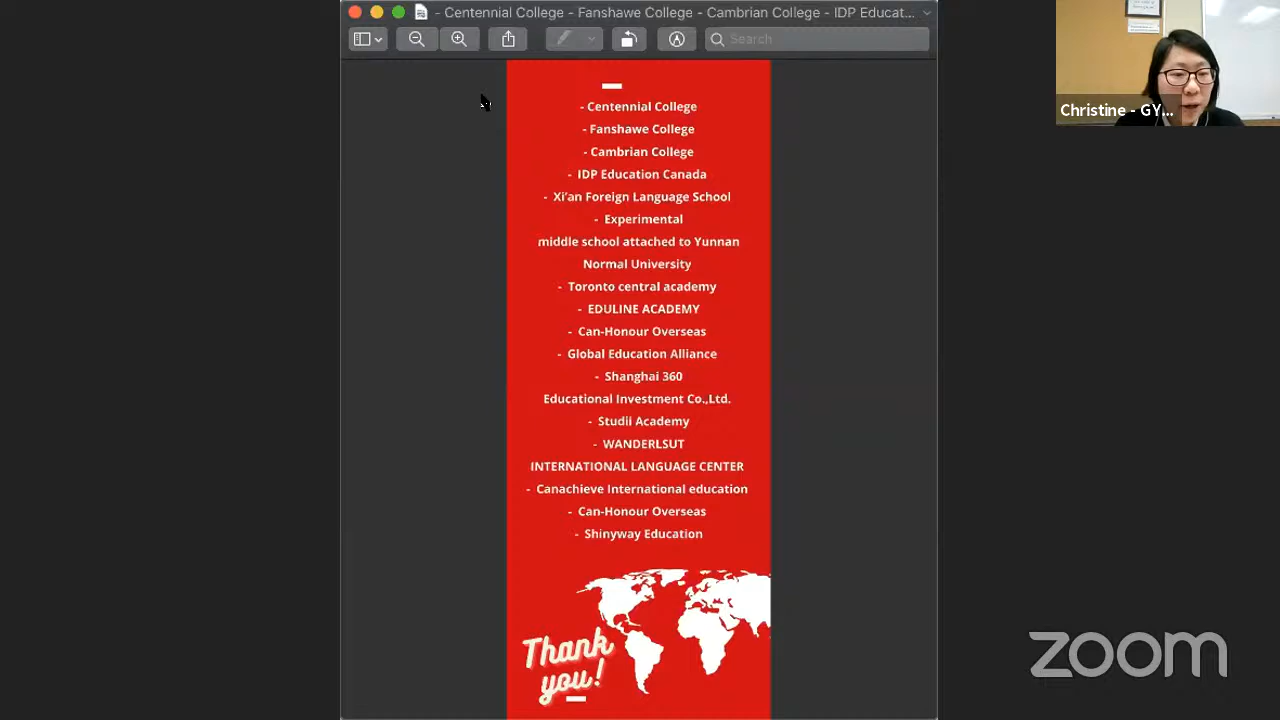 - Centennial College - Fanshawe College - Cambrian College - IDP Educat...
Search
- Centennial College
- Fanshawe College
- Cambrian College
- IDP Education Canada
- Xi'an Foreign Language School
- Experimental
middle school attached to Yunnan
Normal University
- Toronto central academy
- EDULINE ACADEMY
- Can-Honour Overseas
- Global Education Alliance
- Shanghai 360
Educational Investment Co.,Ltd.
- Studii Academy
- WANDERLSUT
INTERNATIONAL LANGUAGE CENTER
- Canachieve International education
- Can-Honour Overseas
- Shinyway Education
Thank
you!
Christine - GY...
zoom